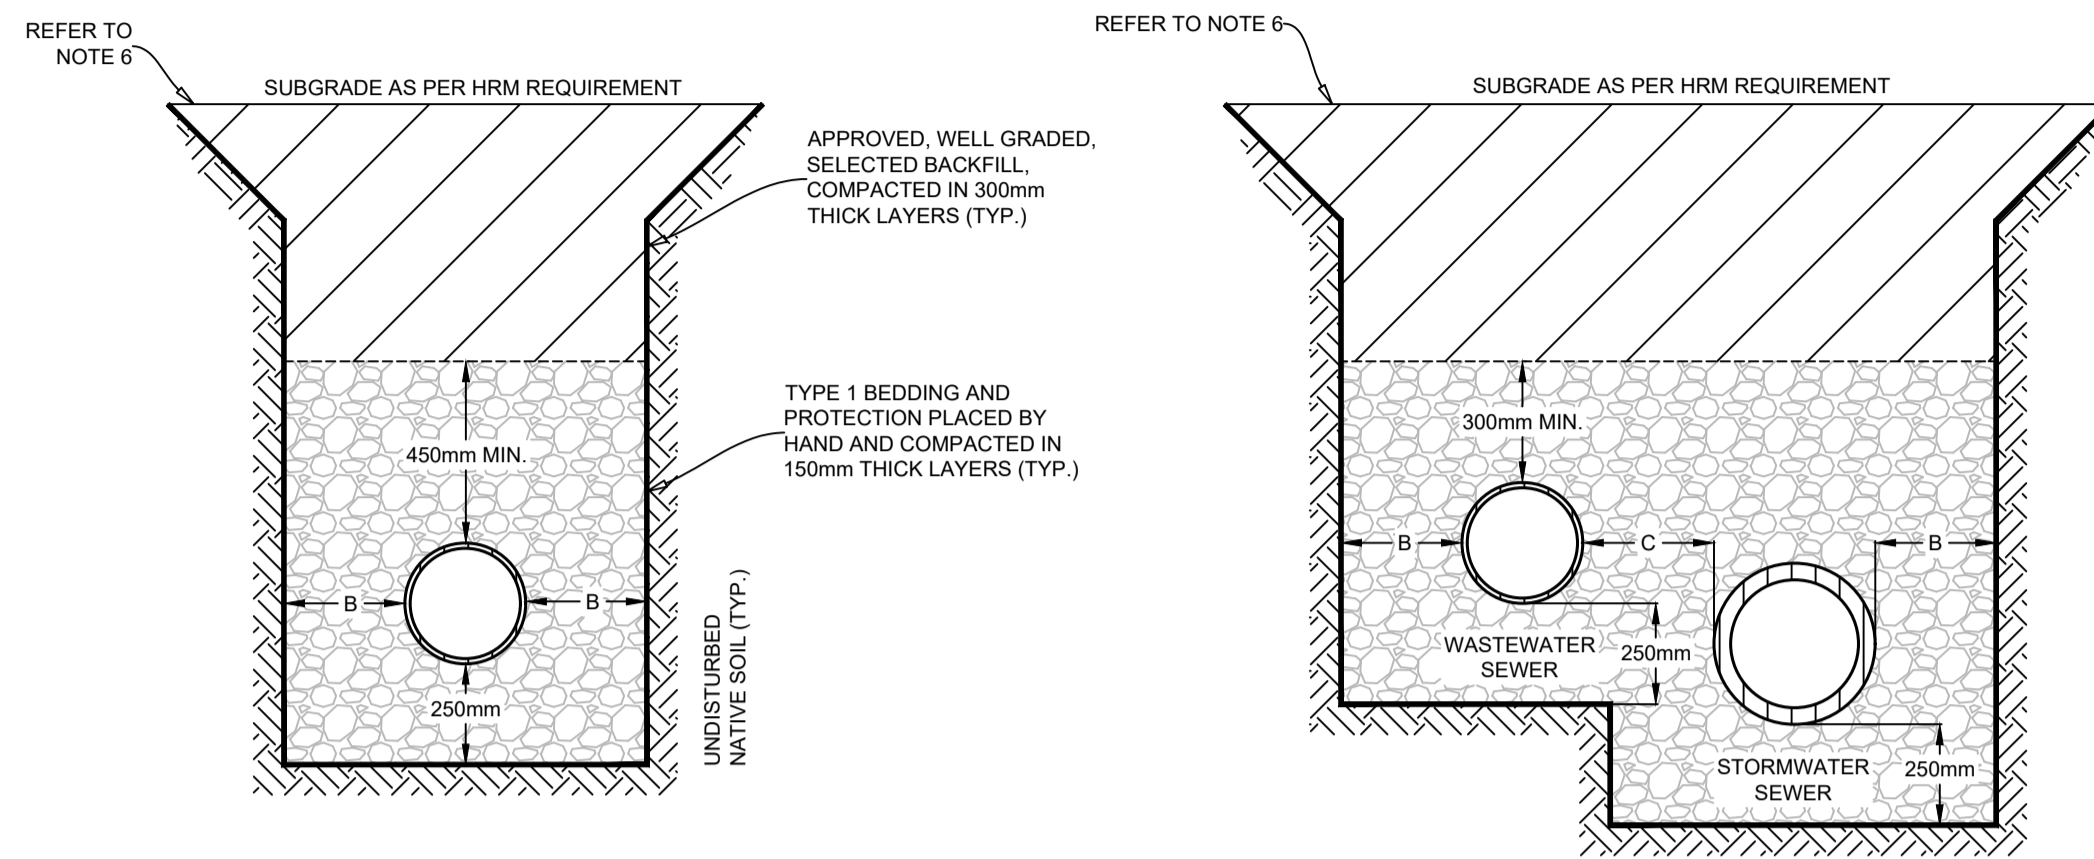 REFER TO
NOTE 6
SUBGRADE AS PER HRM REQUIREMENT
APPROVED, WELL GRADED,
SELECTED BACKFILL,
COMPACTED IN 300mm
THICK LAYERS (TYP.)
450mm MIN.
TYPE 1 BEDDING AND
PROTECTION PLACED BY
HAND AND COMPACTED IN
150mm THICK LAYERS (TYP.)
B
B
250mm
UNDISTURBED
NATIVE SOIL (TYP.)
REFER TO NOTE 6
SUBGRADE AS PER HRM REQUIREMENT
300mm MIN.
B
C
B
WASTEWATER
SEWER
250mm
STORMWATER
SEWER
250mm